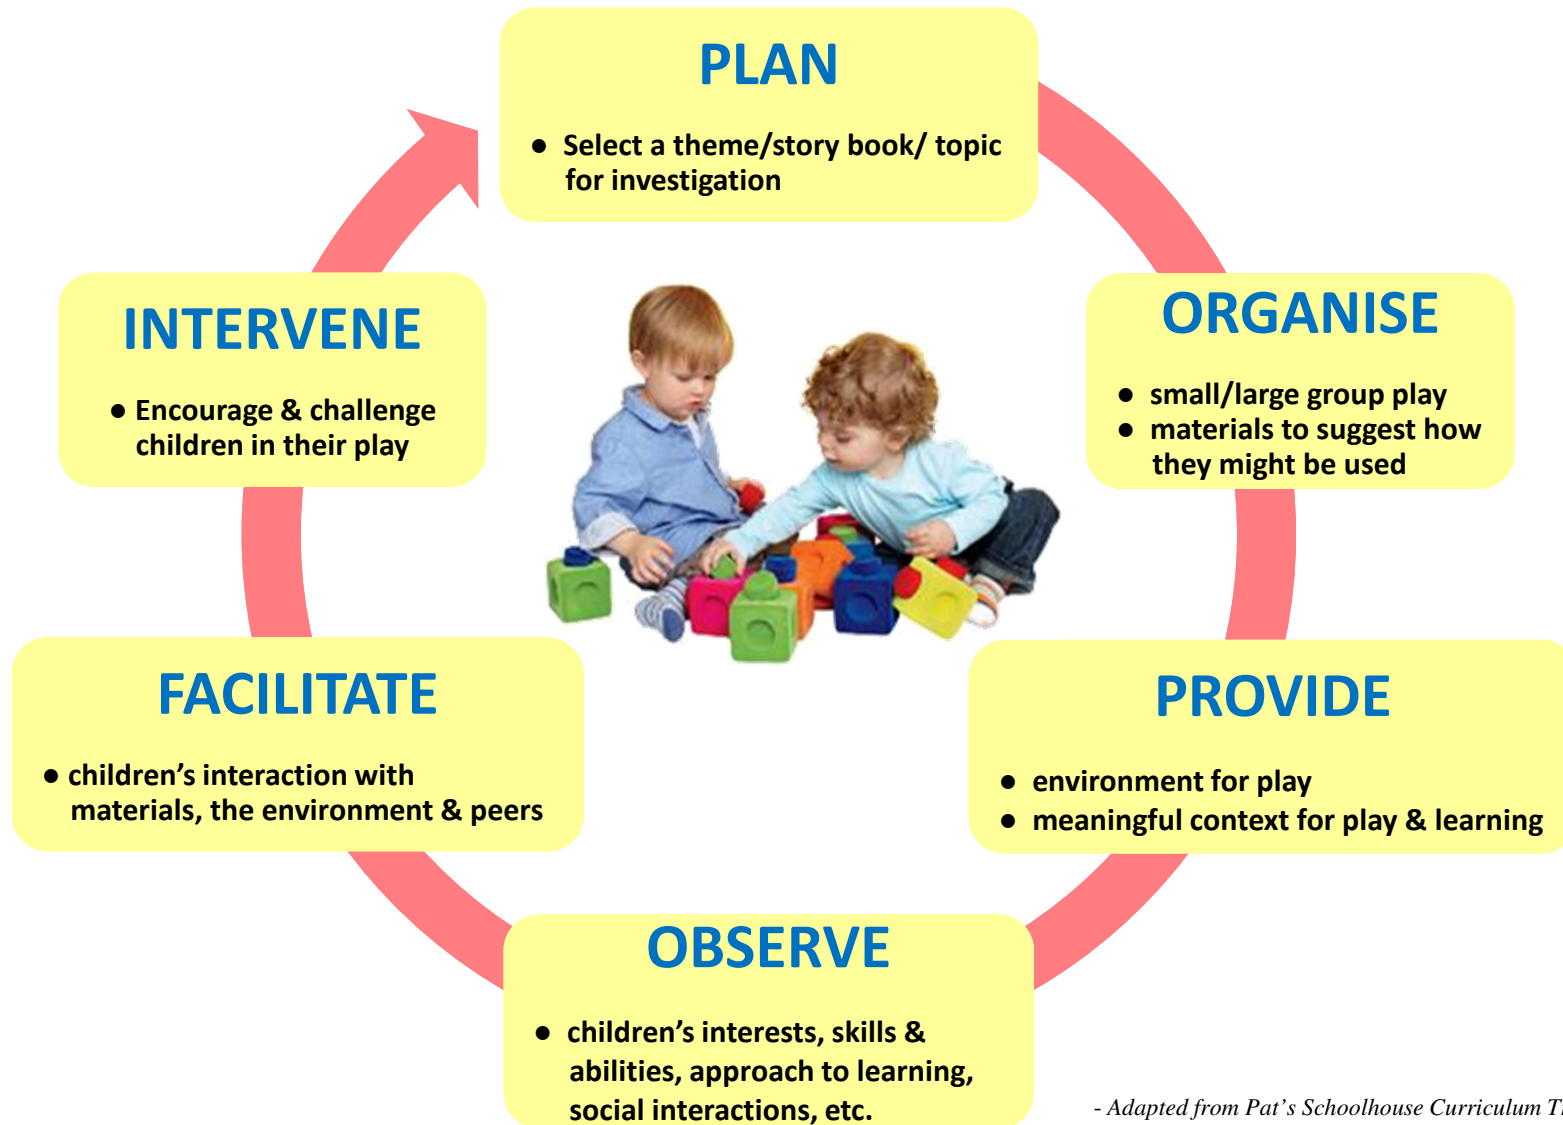 PLAN
● Select a theme/story book/ topic
for investigation
ORGANISE
● small/large group play
● materials to suggest how
they might be used
PROVIDE
● environment for play
● meaningful context for play & learning
OBSERVE
● children's interests, skills &
abilities, approach to learning,
social interactions, etc.
FACILITATE
● children's interaction with
materials, the environment & peers
INTERVENE
● Encourage & challenge
children in their play
- Adapted from Pat's Schoolhouse Curriculum